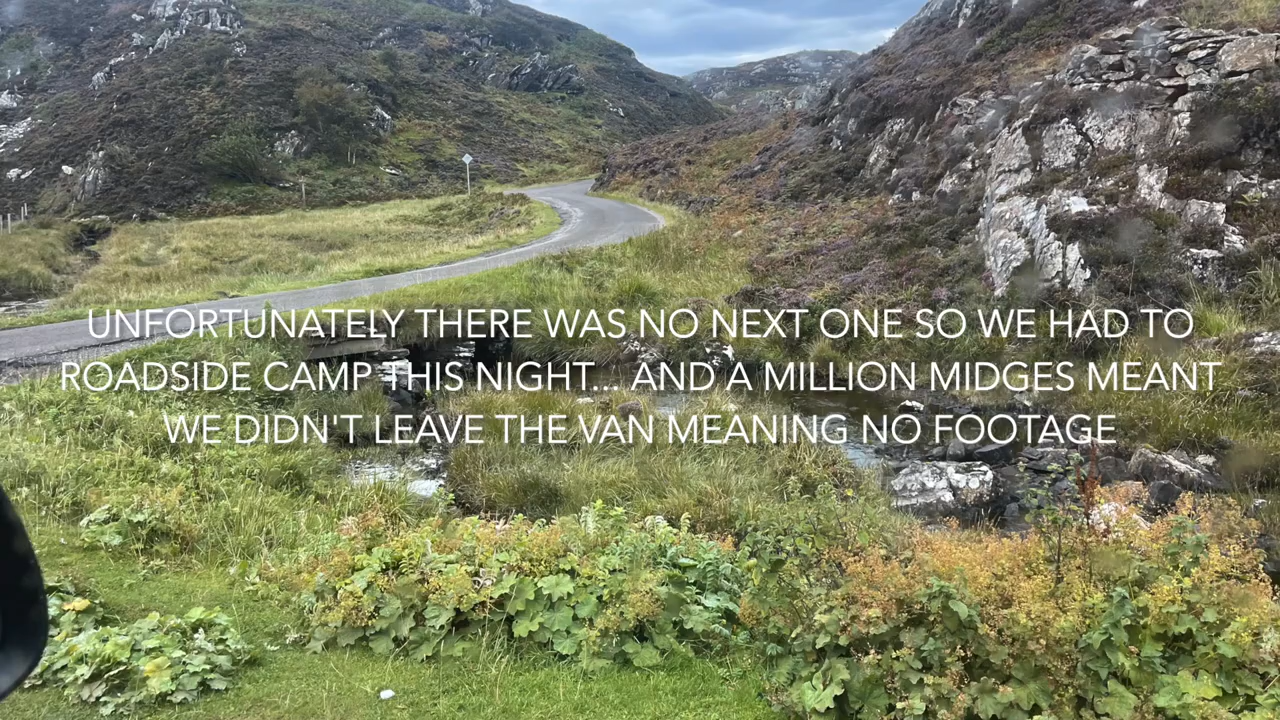 UNFORTUNATELY THERE WAS NO NEXT ONE SO WE HAD TO
ROADSIDE CAMP THIS NIGHT... AND A MILLION MIDGES MEANT
WE DIDN'T LEAVE THE VAN MEANING NO FOOTAGE